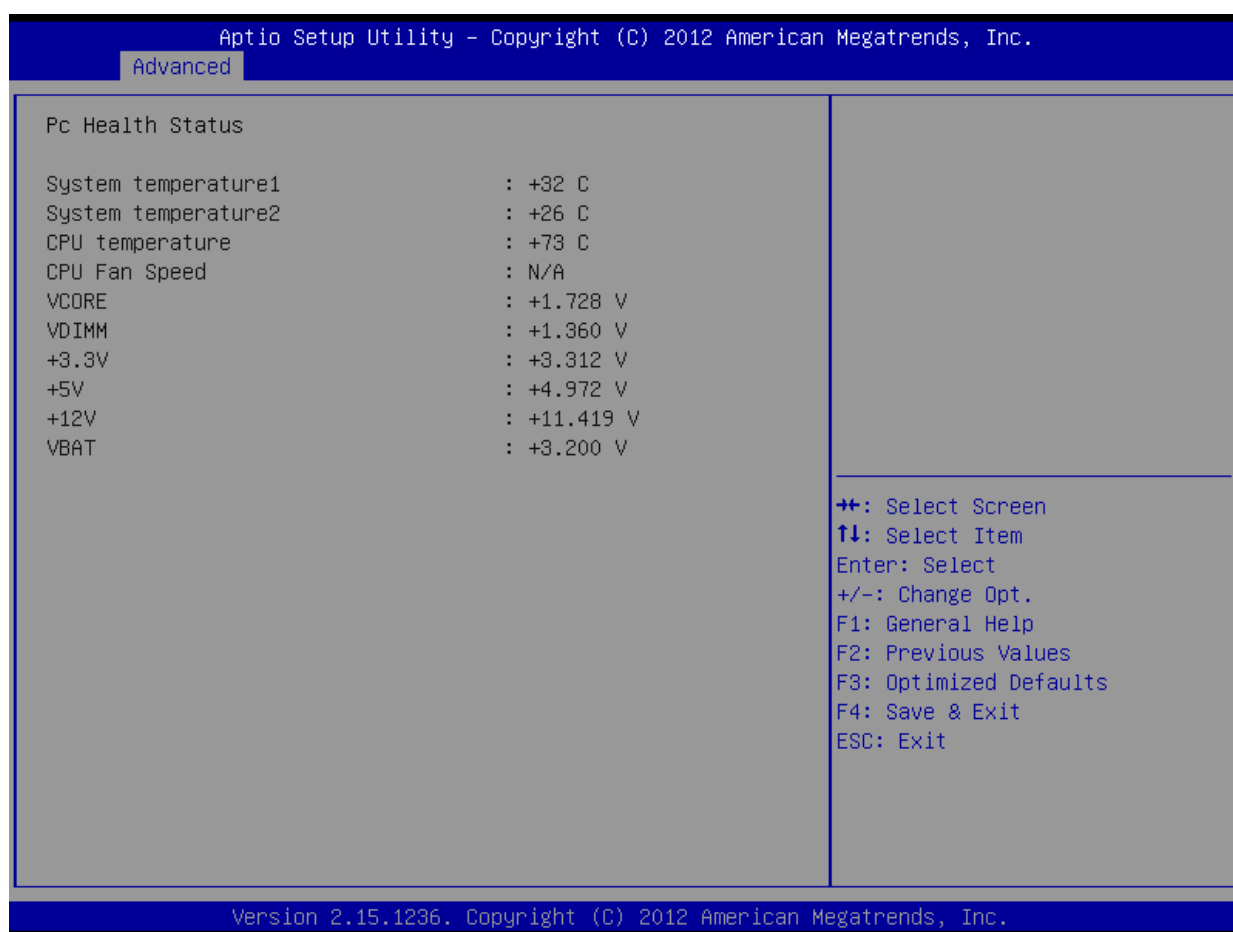 Aptio Setup Utility – Copyright (C) 2012 American Megatrends, Inc.
Advanced
Pc Health Status
System temperature1 : +32 C
System temperature2 : +26 C
CPU temperature : +73 C
CPU Fan Speed : N/A
VCORE : +1.728 V
VDIMM : +1.360 V
+3.3V : +3.312 V
+5V : +4.972 V
+12V : +11.419 V
VBAT : +3.200 V
→←: Select Screen
↑↓: Select Item
Enter: Select
+/-: Change Opt.
F1: General Help
F2: Previous Values
F3: Optimized Defaults
F4: Save & Exit
ESC: Exit
Version 2.15.1236. Copyright (C) 2012 American Megatrends, Inc.